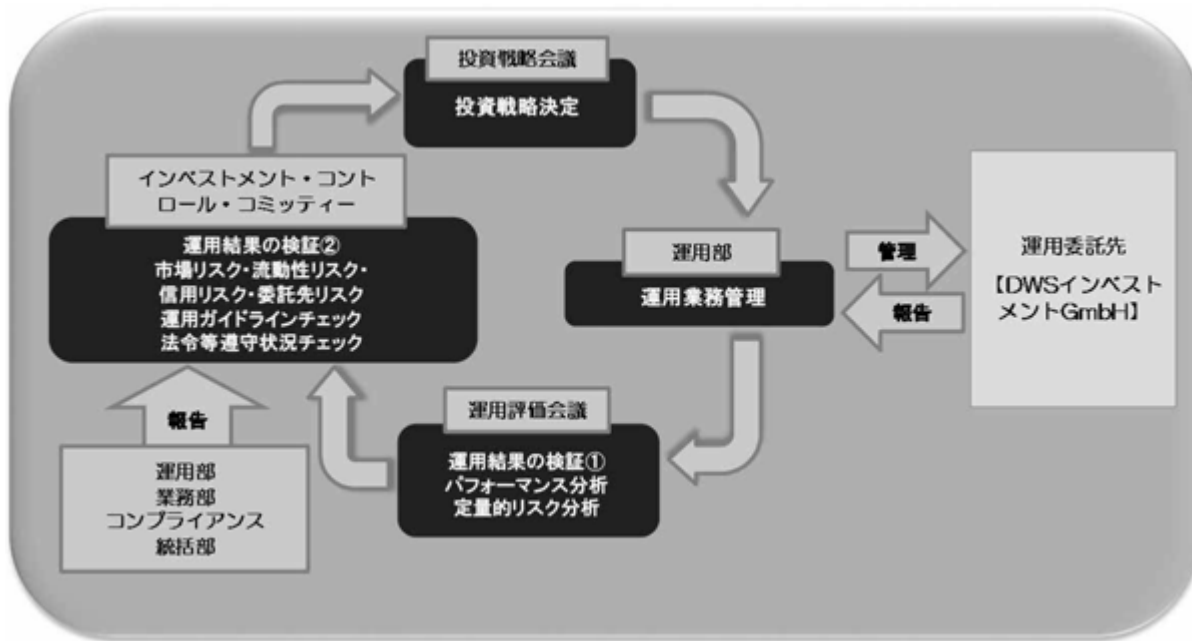 投資戦略会議
投資戦略決定
インベストメント・コント
ロール・コミッティー
運用結果の検証②
市場リスク・流動性リスク・
信用リスク・委託先リスク
運用ガイドラインチェック
法令等遵守状況チェック
運用部
運用業務管理
管理
報告
運用委託先
【DWSインベスト
メントGmbH】
運用評価会議
運用結果の検証①
パフォーマンス分析
定量的リスク分析
報告
運用部
業務部
コンプライアンス
統括部